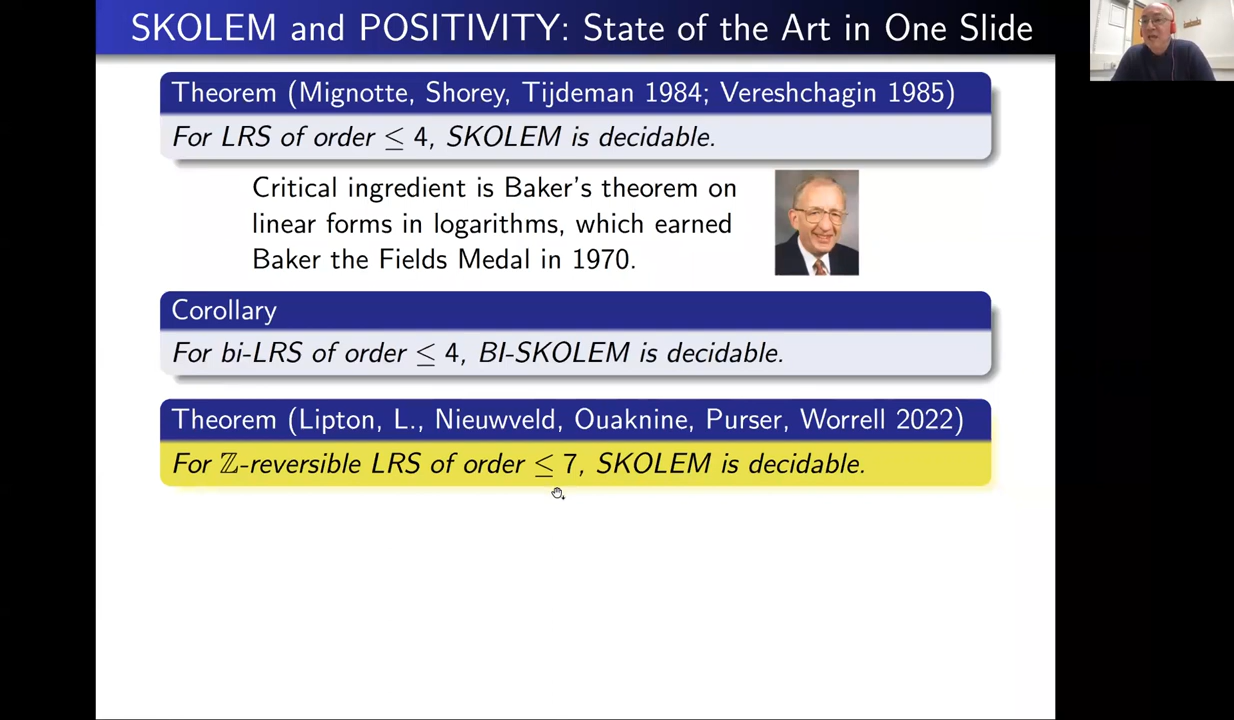 SKOLEM and POSITIVITY: State of the Art in One Slide
Theorem (Mignotte, Shorey, Tijdeman 1984; Vereshchagin 1985)
For LRS of order ≤ 4, SKOLEM is decidable.
Critical ingredient is Baker's theorem on
linear forms in logarithms, which earned
Baker the Fields Medal in 1970.
Corollary
For bi-LRS of order ≤ 4, BI-SKOLEM is decidable.
Theorem (Lipton, L., Nieuwveld, Ouaknine, Purser, Worrell 2022)
For ℤ-reversible LRS of order ≤ 7, SKOLEM is decidable.